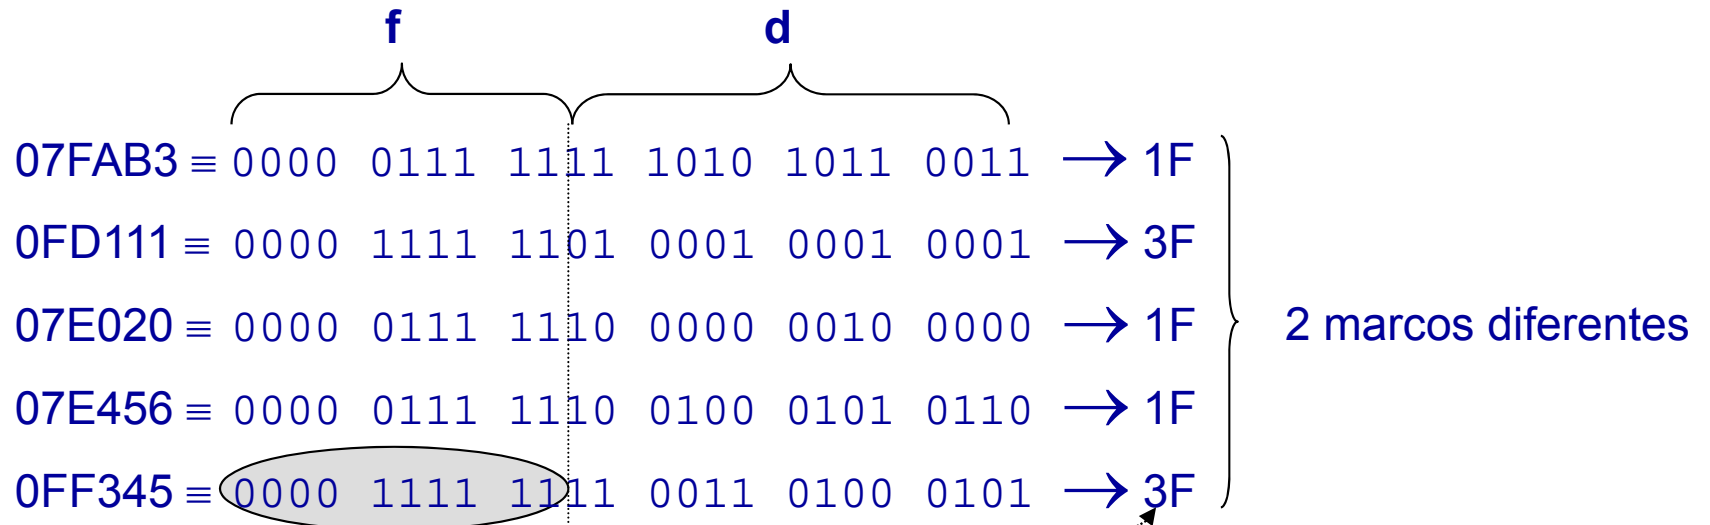 f d
07FAB3 ≡ 0000 0111 1111 1010 1011 0011 → 1F
0FD111 ≡ 0000 1111 1101 0001 0001 0001 → 3F
07E020 ≡ 0000 0111 1110 0000 0010 0000 → 1F
2 marcos diferentes
07E456 ≡ 0000 0111 1110 0100 0101 0110 → 1F
0FF345 ≡ 0000 1111 1111 0011 0100 0101 → 3F